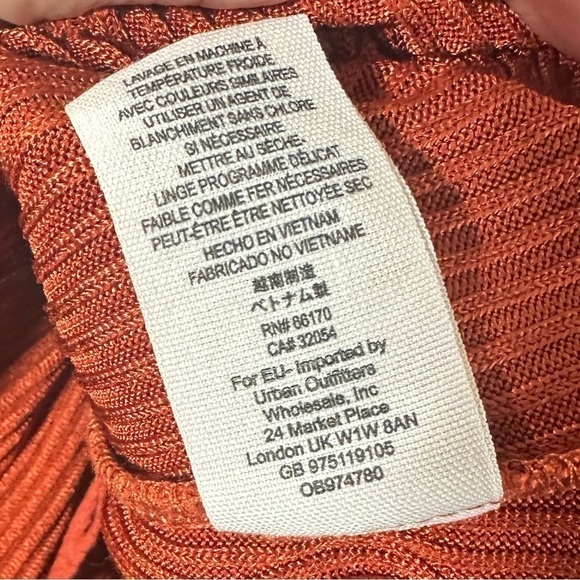 LAVAGE EN MACHINE À
TEMPÉRATURE FROIDE
AVEC COULEURS SIMILAIRES
UTILISER UN AGENT DE
BLANCHIMENT SANS CHLORE
SI NÉCESSAIRE
METTRE AU SÈCHE-
LINGE PROGRAMME DÉLICAT
FAIBLE COMME FER NÉCESSAIRES
PEUT-ÊTRE ÊTRE NETTOYÉE SEC
HECHO EN VIETNAM
FABRICADO NO VIETNAME
越南制造
ベトナム製
RN# 66170
CA# 32054
For EU- Imported by
Urban Outfitters
Wholesale, Inc
24 Market Place
London UK W1W 8AN
GB 975119105
OB974780